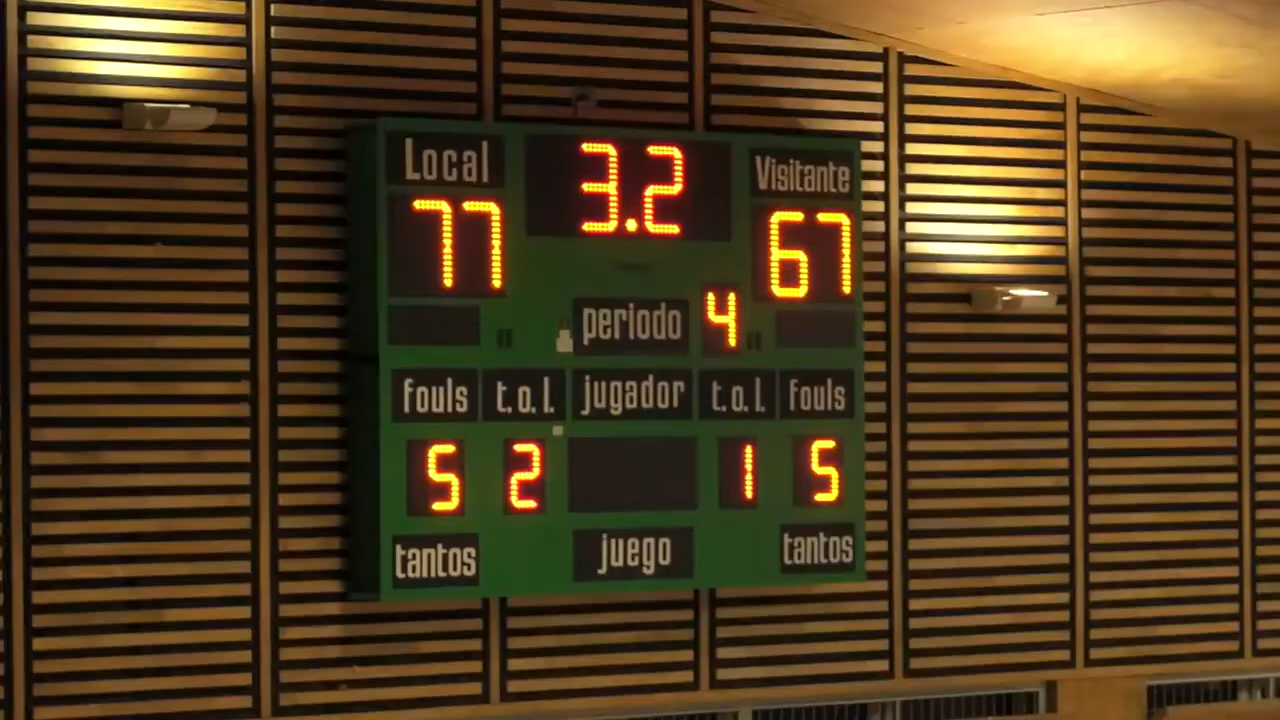 Local 3.2 Visitante
77 67
periodo 4
fouls t.o.l. jugador t.o.l. fouls
5 2 1 5
tantos juego tantos